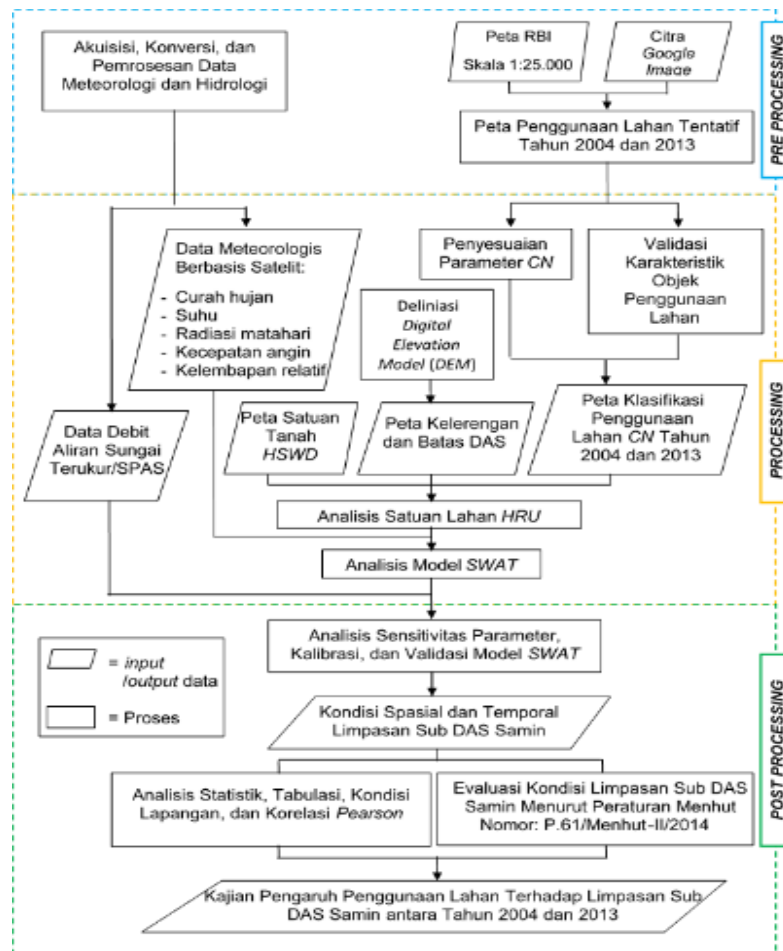 Akuisisi, Konversi, dan
Pemrosesan Data
Meteorologi dan Hidrologi
Peta RBI
Skala 1:25.000
Citra
Google
Image
Peta Penggunaan Lahan Tentatif
Tahun 2004 dan 2013
PRE PROCESSING
Data Meteorologis
Berbasis Satelit:
- Curah hujan
- Suhu
- Radiasi matahari
- Kecepatan angin
- Kelembapan relatif
Penyesuaian
Parameter CN
Validasi
Karakteristik
Objek
Penggunaan
Lahan
Deliniasi
Digital
Elevation
Model (DEM)
Data Debit
Aliran Sungai
Terukur/SPAS
Peta Satuan
Tanah
HSWD
Peta Kelerengan
dan Batas DAS
Peta Klasifikasi
Penggunaan
Lahan CN Tahun
2004 dan 2013
Analisis Satuan Lahan HRU
Analisis Model SWAT
PROCESSING
Analisis Sensitivitas Parameter,
Kalibrasi, dan Validasi Model SWAT
= input
/output data
= Proses
Kondisi Spasial dan Temporal
Limpasan Sub DAS Samin
Analisis Statistik, Tabulasi, Kondisi
Lapangan, dan Korelasi Pearson
Evaluasi Kondisi Limpasan Sub DAS
Samin Menurut Peraturan Menhut
Nomor: P.61/Menhut-II/2014
Kajian Pengaruh Penggunaan Lahan Terhadap Limpasan Sub
DAS Samin antara Tahun 2004 dan 2013
POST PROCESSING